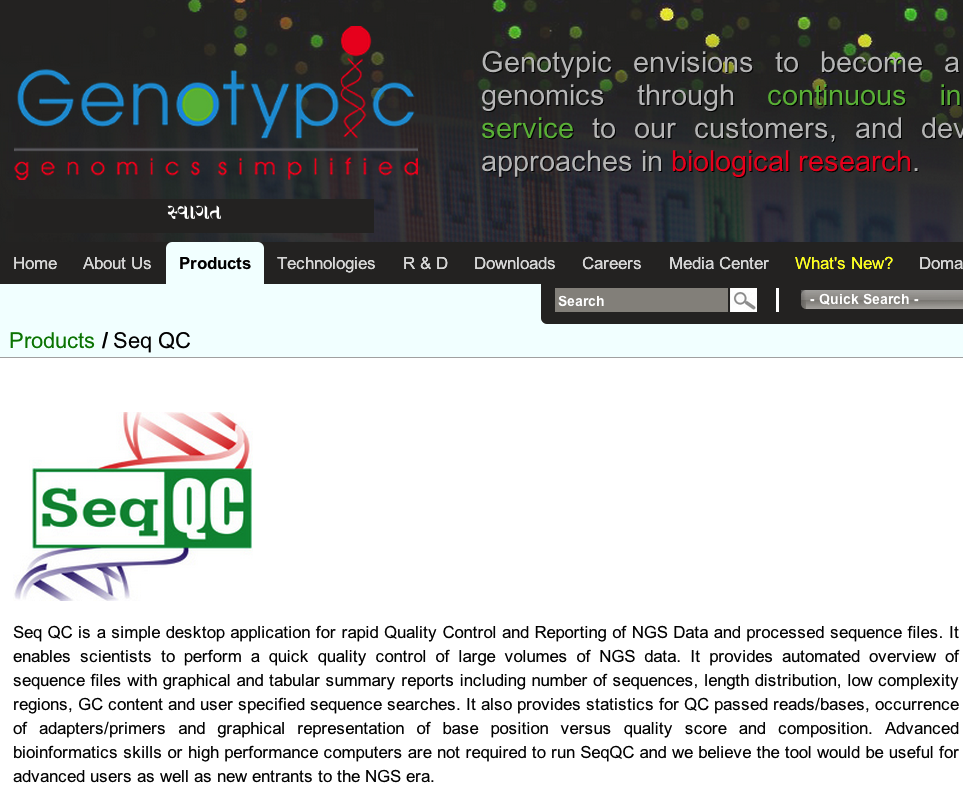 Genotypic
genomics simplified
Genotypic envisions to become a
genomics through continuous in
service to our customers, and dev
approaches in biological research.
સ્વાગત
Home About Us Products Technologies R & D Downloads Careers Media Center What's New? Doma
Search - Quick Search -
Products / Seq QC
SeqQC
Seq QC is a simple desktop application for rapid Quality Control and Reporting of NGS Data and processed sequence files. It
enables scientists to perform a quick quality control of large volumes of NGS data. It provides automated overview of
sequence files with graphical and tabular summary reports including number of sequences, length distribution, low complexity
regions, GC content and user specified sequence searches. It also provides statistics for QC passed reads/bases, occurrence
of adapters/primers and graphical representation of base position versus quality score and composition. Advanced
bioinformatics skills or high performance computers are not required to run SeqQC and we believe the tool would be useful for
advanced users as well as new entrants to the NGS era.